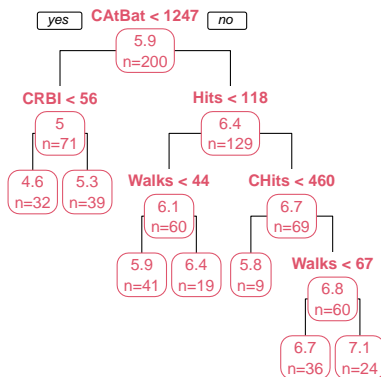 yes CAtBat < 1247 no
5.9
n=200
CRBI < 56 Hits < 118
5 6.4
n=71 n=129
Walks < 44 CHits < 460
4.6 5.3 6.1 6.7
n=32 n=39 n=60 n=69
Walks < 67
5.9 6.4 5.8 6.8
n=41 n=19 n=9 n=60
6.7 7.1
n=36 n=24